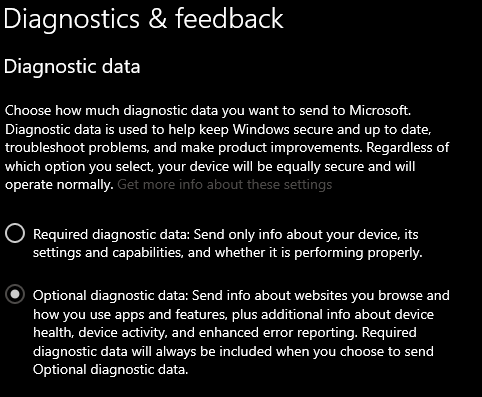 Diagnostics & feedback
Diagnostic data
Choose how much diagnostic data you want to send to Microsoft.
Diagnostic data is used to help keep Windows secure and up to date,
troubleshoot problems, and make product improvements. Regardless of
which option you select, your device will be equally secure and will
operate normally. Get more info about these settings
Required diagnostic data: Send only info about your device, its
settings and capabilities, and whether it is performing properly.
Optional diagnostic data: Send info about websites you browse and
how you use apps and features, plus additional info about device
health, device activity, and enhanced error reporting. Required
diagnostic data will always be included when you choose to send
Optional diagnostic data.